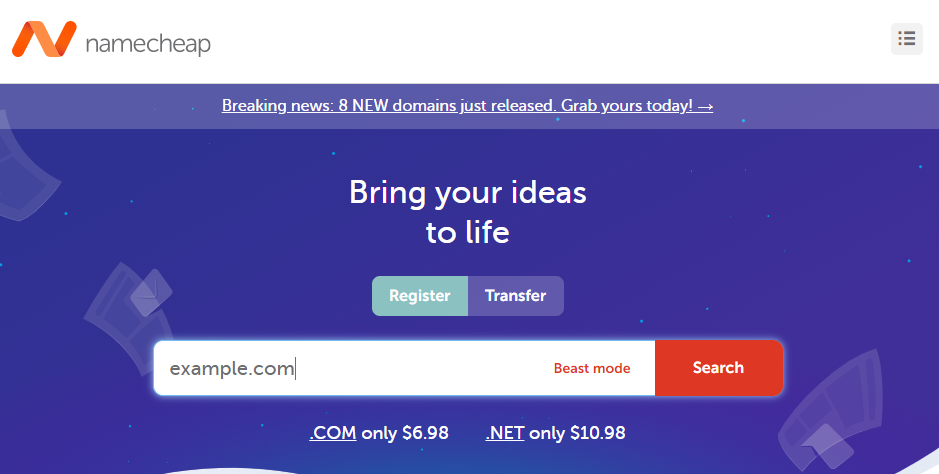 namecheap
Breaking news: 8 NEW domains just released. Grab yours today! →
Bring your ideas
to life
Register Transfer
example.com Beast mode Search
.COM only $6.98 .NET only $10.98